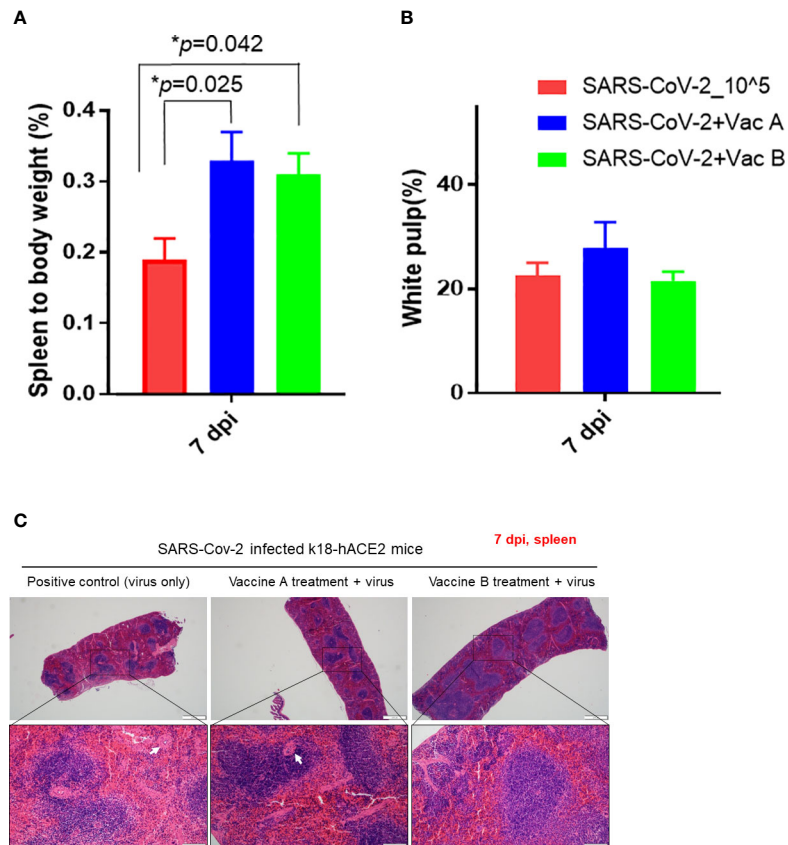 A
B
*p=0.042
*p=0.025
Spleen to body weight (%)
0.4
0.3
0.2
0.1
0.0
7 dpi
SARS-CoV-2_10^5
SARS-CoV-2+Vac A
SARS-CoV-2+Vac B
White pulp(%)
40
20
0
7 dpi
C
SARS-Cov-2 infected k18-hACE2 mice
7 dpi, spleen
Positive control (virus only)
Vaccine A treatment + virus
Vaccine B treatment + virus